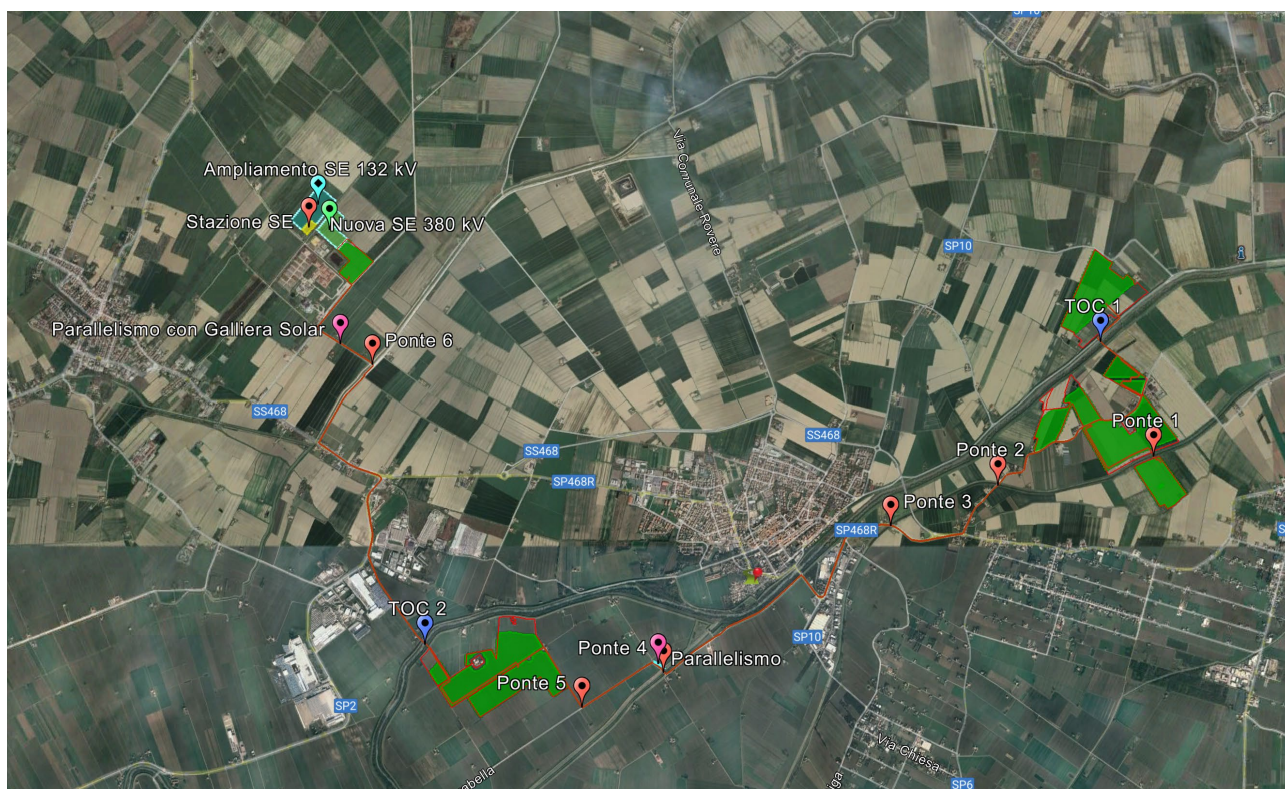 SP10
Via Comunale Rovere
Ampliamento SE 132 kV
Stazione SE
Nuova SE 380 kV
SP10
TOC 1
Parallelismo con Galliera Solar
Ponte 6
SS468
SS468
SS468
Ponte 1
Ponte 2
SP468R
Ponte 3
SP468R
TOC 2
SP10
Ponte 4
Parallelismo
Ponte 5
SP2
Via Chiesa
SP6